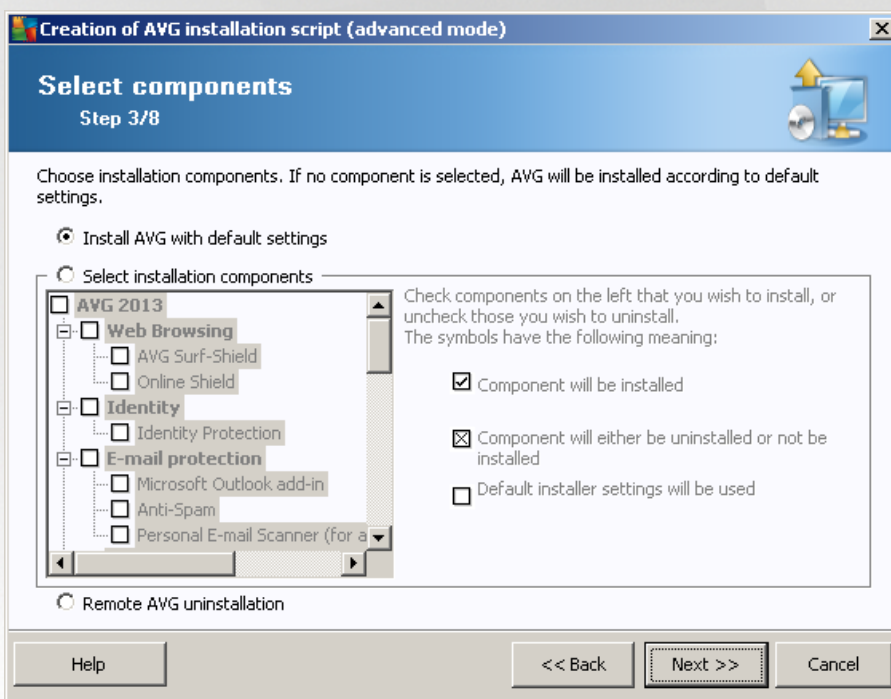 Creation of AVG installation script (advanced mode)
Select components
Step 3/8
Choose installation components. If no component is selected, AVG will be installed according to default
settings.
Install AVG with default settings
Select installation components
AVG 2013
Web Browsing
AVG Surf-Shield
Online Shield
Identity
Identity Protection
E-mail protection
Microsoft Outlook add-in
Anti-Spam
Personal E-mail Scanner (for a
Check components on the left that you wish to install, or
uncheck those you wish to uninstall.
The symbols have the following meaning:
Component will be installed
Component will either be uninstalled or not be
installed
Default installer settings will be used
Remote AVG uninstallation
Help
<< Back
Next >>
Cancel